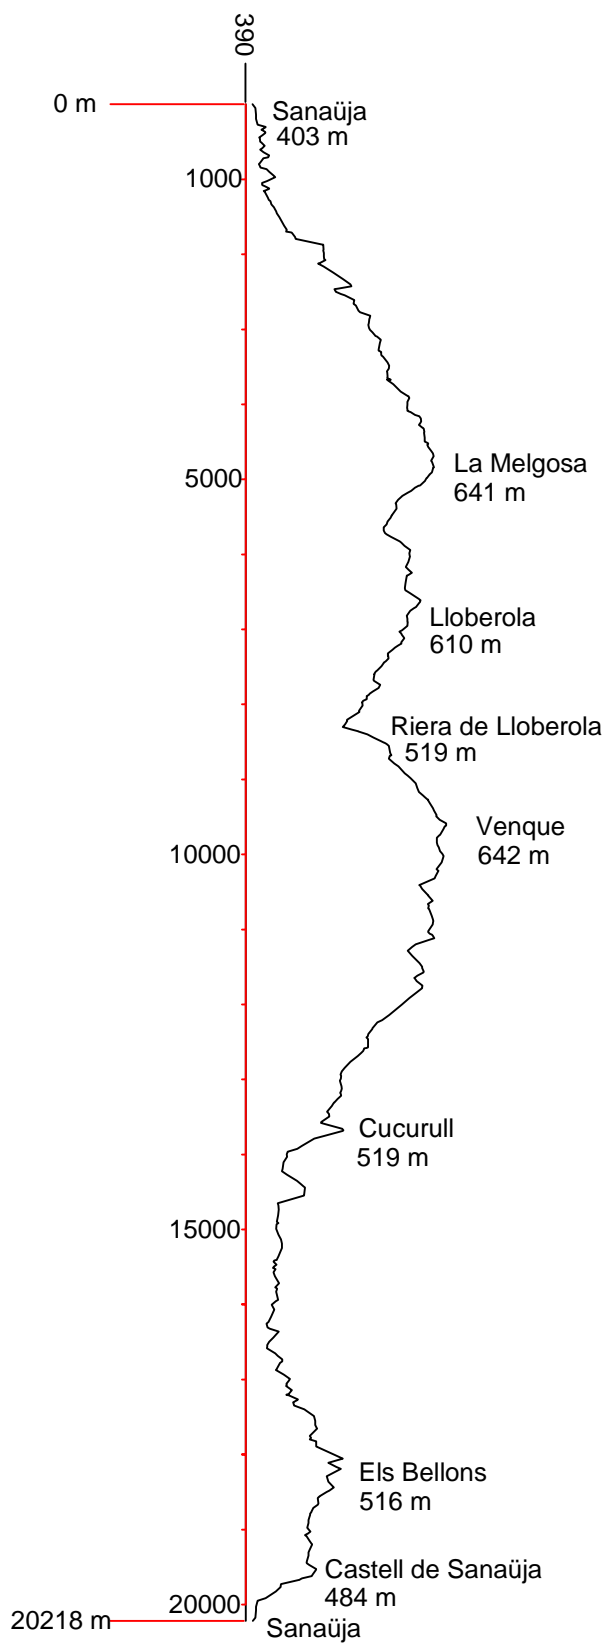 390
0 m
Sanaüja
403 m
1000
La Melgosa
5000
641 m
Lloberola
610 m
Riera de Lloberola
519 m
Venque
10000
642 m
Cucurull
519 m
15000
Els Bellons
516 m
Castell de Sanaüja
484 m
20000
20218 m
Sanaüja